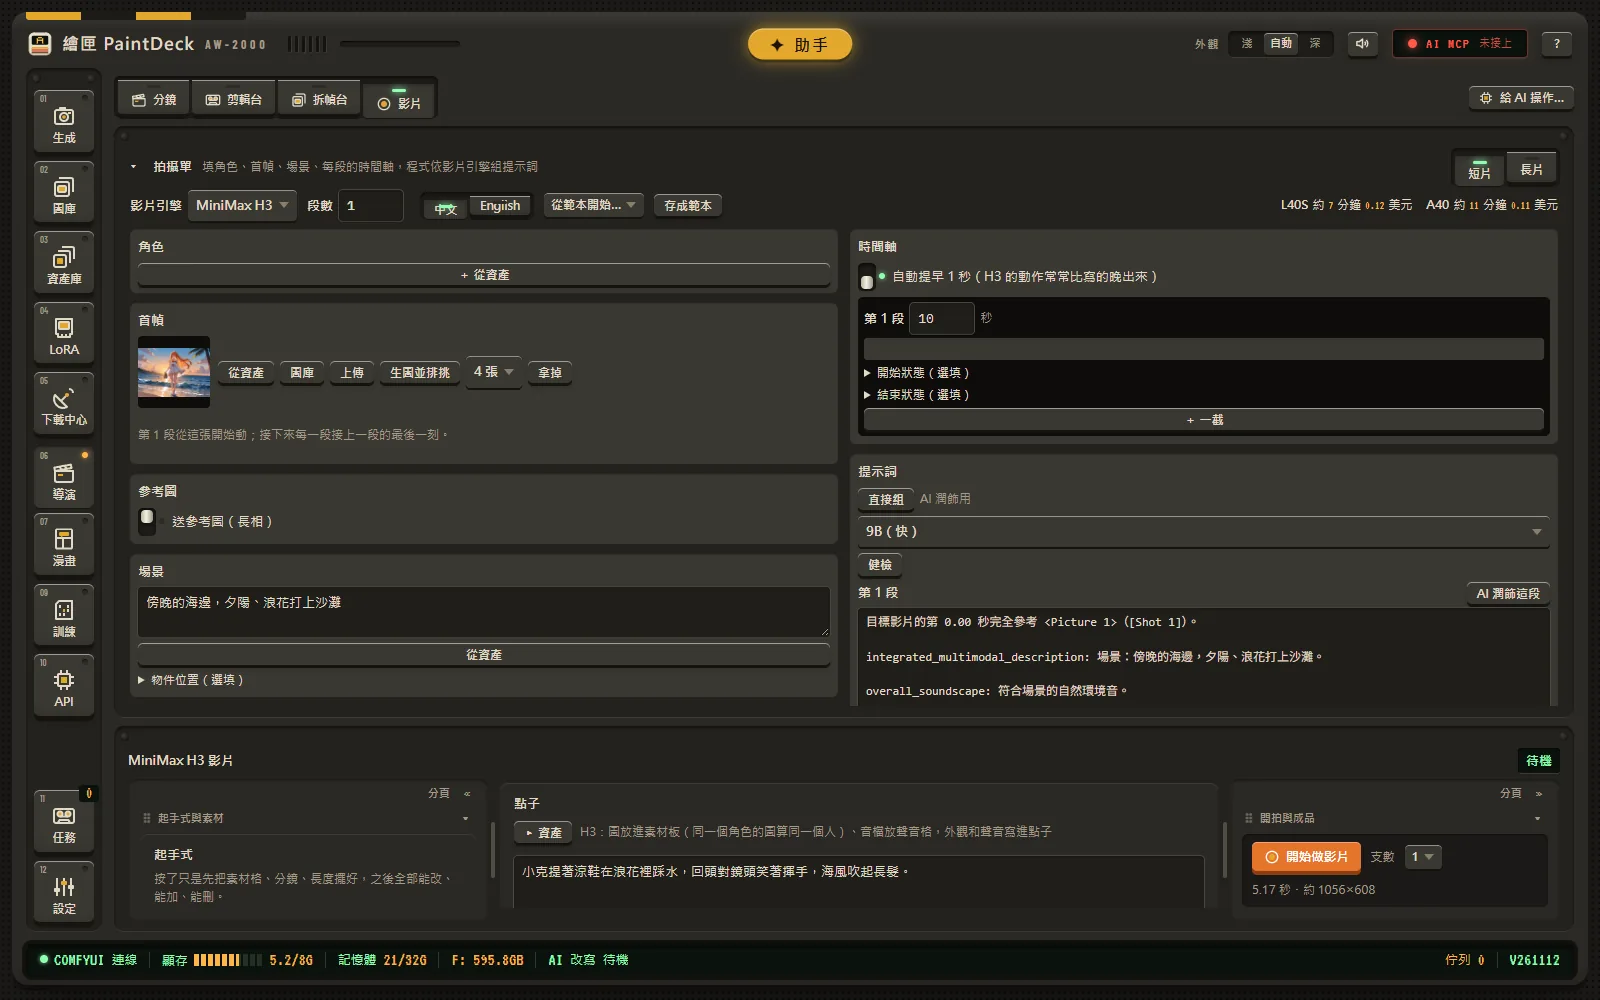 繪匣 PaintDeck AW-2000
✦ 助手
外觀 淺 自動 深
AI MCP 未接上
?
01 生成
02 圖庫
03 資產庫
04 LoRA
05 下載中心
06 導演
07 漫畫
09 訓練
10 API
11 任務 0
12 設定
分鏡 剪輯台 拆幀台 影片
給 AI 操作...
拍攝單 填角色、首幀、場景、每段的時間軸，程式依影片引擎組提示詞
短片 長片
影片引擎 MiniMax H3 段數 1 中文 English 從範本開始... 存成範本
L40S 約 7 分鐘 0.12 美元 A40 約 11 分鐘 0.11 美元
角色
+ 從資產
首幀
從資產 圖庫 上傳 生圖並排挑 4 張 拿掉
第 1 段從這張開始動；接下來每一段接上一段的最後一刻。
參考圖
送參考圖（長相）
場景
傍晚的海邊，夕陽、浪花打上沙灘
從資產
物件位置（選填）
時間軸
自動提早 1 秒（H3 的動作常常比寫的晚出來）
第 1 段 10 秒
開始狀態（選填）
結束狀態（選填）
+ 一截
提示詞
直接組 AI 潤飾用
9B（快）
健檢
第 1 段 AI 潤飾這段
目標影片的第 0.00 秒完全參考 <Picture 1>（[Shot 1]）。
integrated_multimodal_description: 場景：傍晚的海邊，夕陽、浪花打上沙灘。
overall_soundscape: 符合場景的自然環境音。
MiniMax H3 影片
待機
分頁 «
起手式與素材
起手式
按了只是先把素材格、分鏡、長度擺好，之後全部能改、
能加、能刪。
點子
資產 H3：圖放進素材板（同一個角色的圖算同一個人）、音檔放聲音格，外觀和聲音寫進點子
小克提著涼鞋在浪花裡踩水，回頭對鏡頭笑著揮手，海風吹起長髮。
分頁 »
開拍與成品
開始做影片 支數 1
5.17 秒 · 約 1056×608
COMFYUI 連線 顯存 5.2/8G 記憶體 21/32G F: 595.8GB AI 改寫 待機
佇列 0 V261112